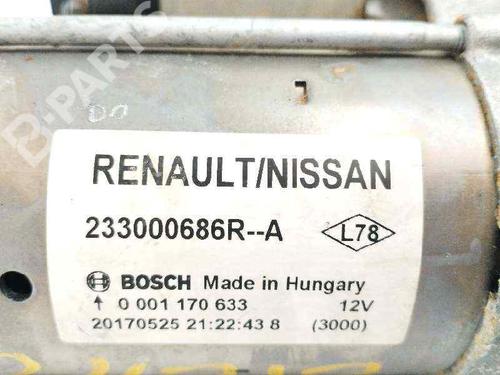 B-PARTS
RENAULT/NISSAN
233000686R--A
L78
BOSCH Made in Hungary
↑ 0 001 170 633 12V
20170525 21:22:43 8 (3000)